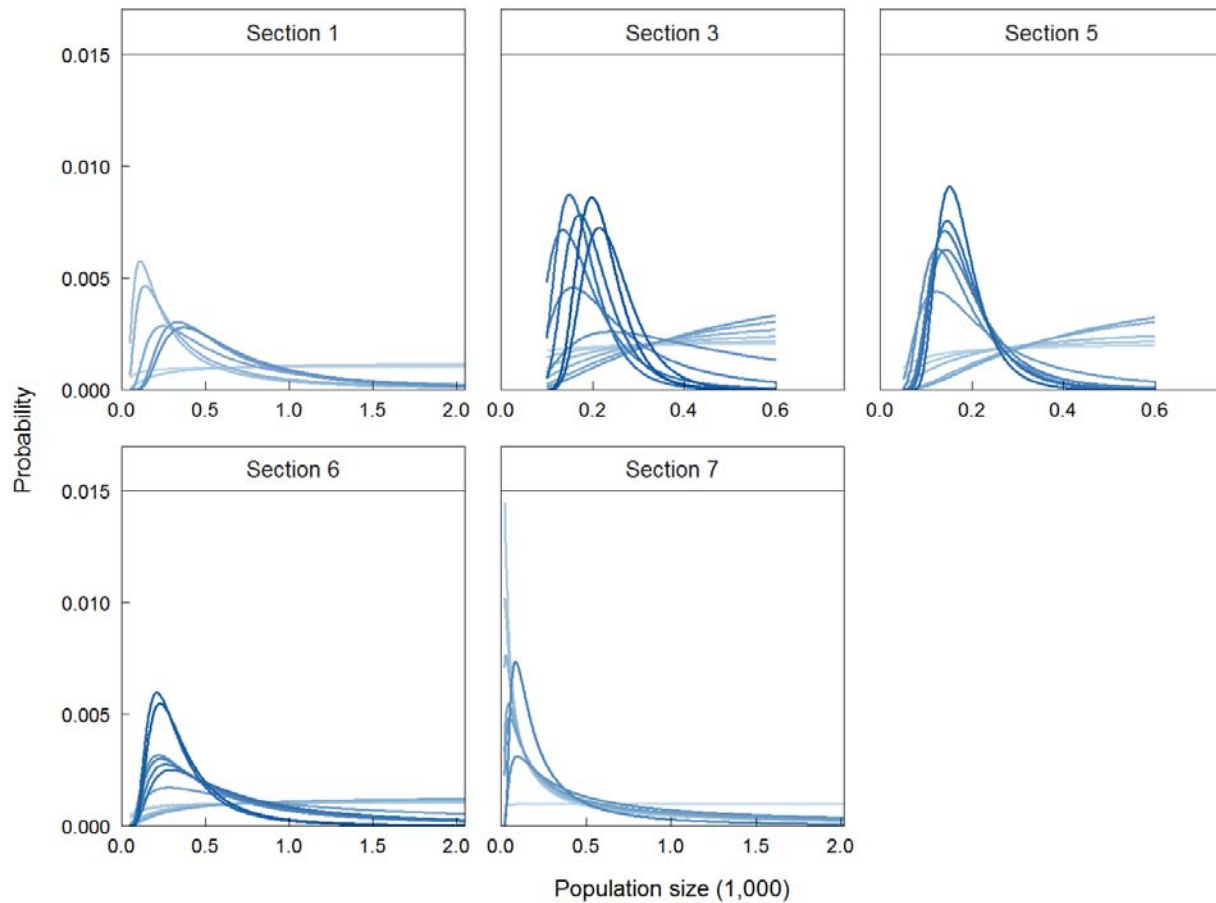 Section 1
Section 3
Section 5
0.015
0.010
0.005
0.000
0.0 0.5 1.0 1.5 2.0
0.0 0.2 0.4 0.6
0.0 0.2 0.4 0.6
Probability
Section 6
Section 7
0.015
0.010
0.005
0.000
0.0 0.5 1.0 1.5 2.0
0.0 0.5 1.0 1.5 2.0
Population size (1,000)